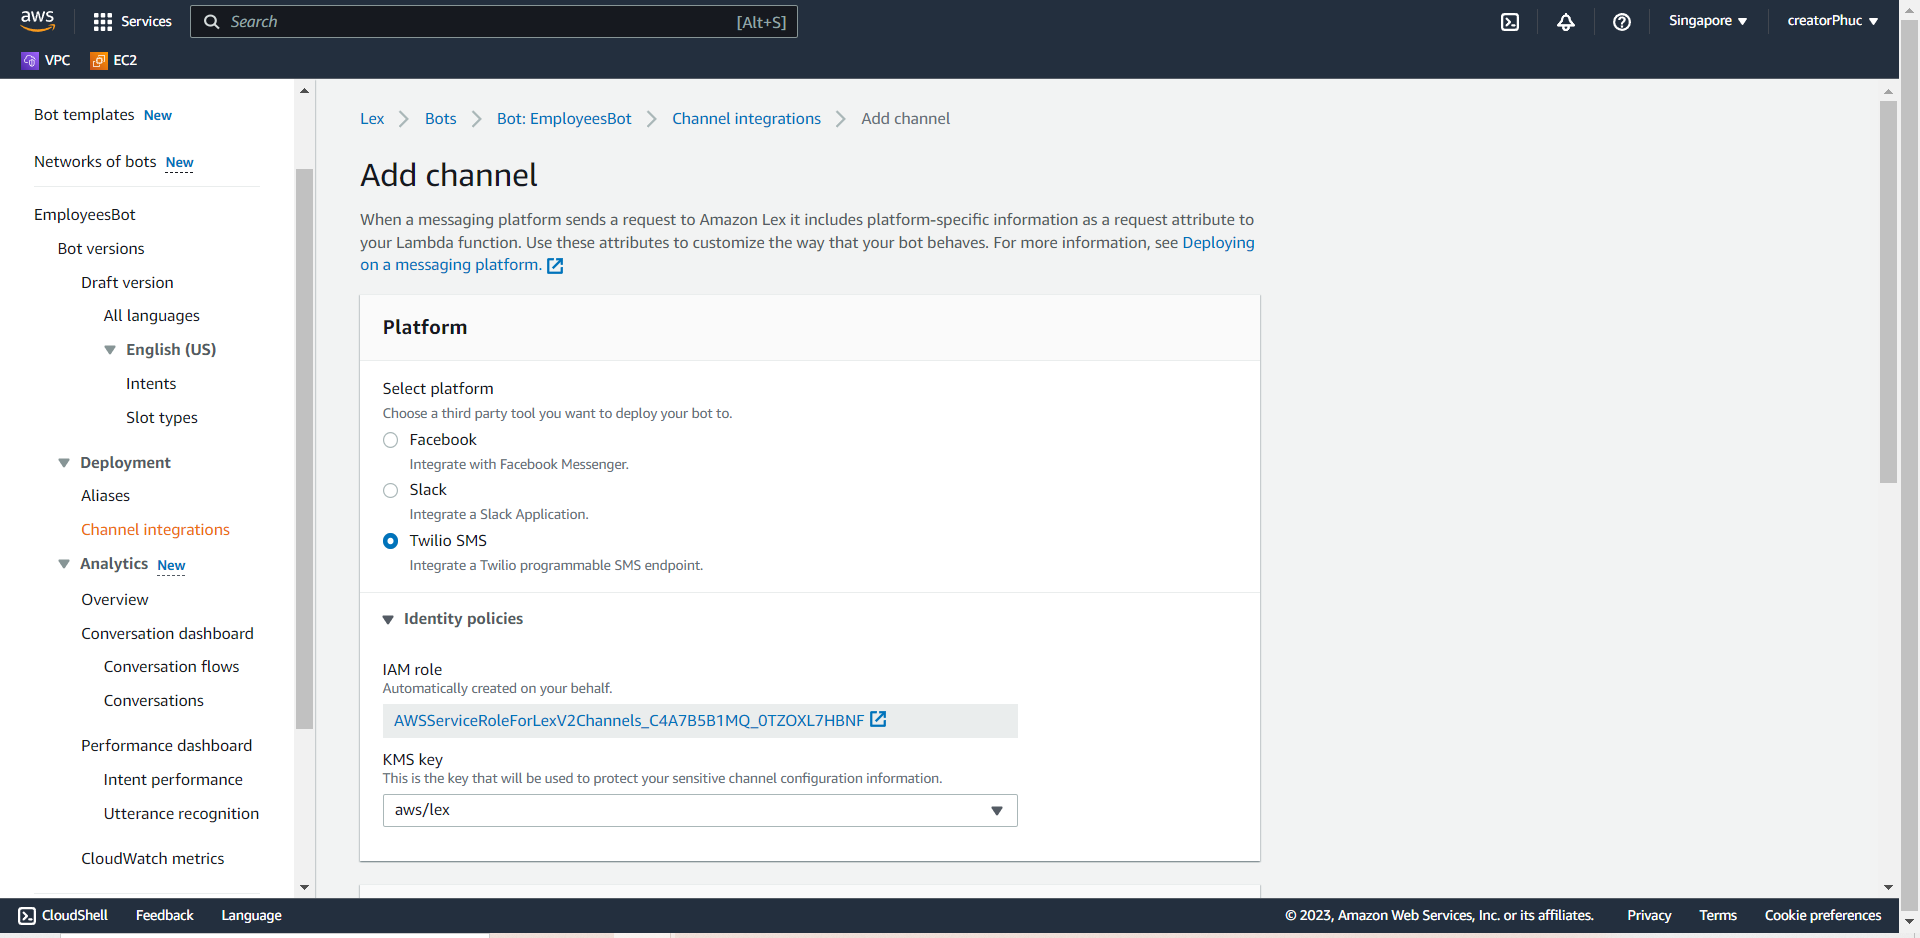 aws
Services
Search
[Alt+S]
Singapore
creatorPhuc
VPC
EC2
Bot templates New
Networks of bots New
EmployeesBot
Bot versions
Draft version
All languages
English (US)
Intents
Slot types
Deployment
Aliases
Channel integrations
Analytics New
Overview
Conversation dashboard
Conversation flows
Conversations
Performance dashboard
Intent performance
Utterance recognition
CloudWatch metrics
Lex
Bots
Bot: EmployeesBot
Channel integrations
Add channel
Add channel
When a messaging platform sends a request to Amazon Lex it includes platform-specific information as a request attribute to
your Lambda function. Use these attributes to customize the way that your bot behaves. For more information, see Deploying
on a messaging platform.
Platform
Select platform
Choose a third party tool you want to deploy your bot to.
Facebook
Integrate with Facebook Messenger.
Slack
Integrate a Slack Application.
Twilio SMS
Integrate a Twilio programmable SMS endpoint.
Identity policies
IAM role
Automatically created on your behalf.
AWSServiceRoleForLexV2Channels_C4A7B5B1MQ_0TZOXL7HBNF
KMS key
This is the key that will be used to protect your sensitive channel configuration information.
aws/lex
CloudShell
Feedback
Language
© 2023, Amazon Web Services, Inc. or its affiliates.
Privacy
Terms
Cookie preferences